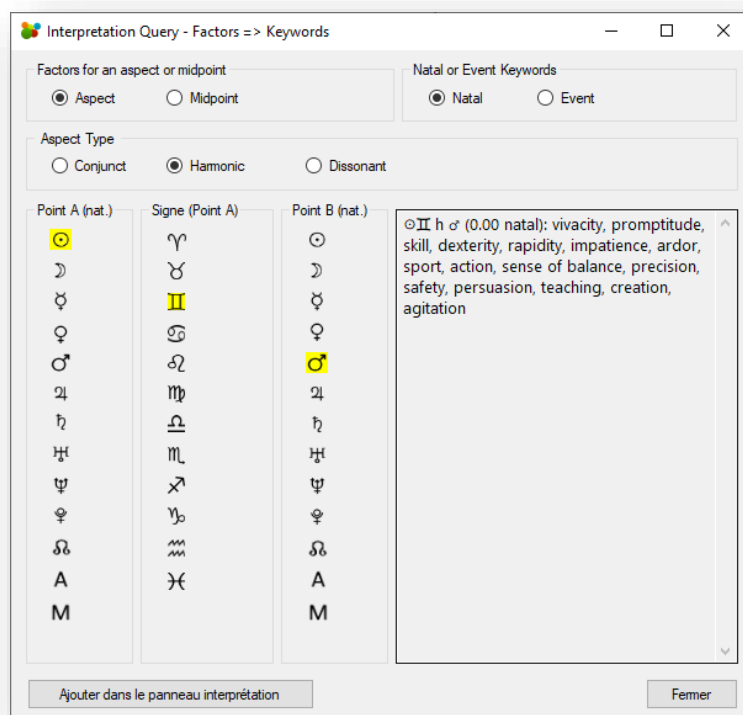 Interpretation Query - Factors => Keywords
Factors for an aspect or midpoint
Natal or Event Keywords
Aspect
Midpoint
Natal
Event
Aspect Type
Conjunct
Harmonic
Dissonant
Point A (nat.)
Signe (Point A)
Point B (nat.)
☉ ♈ ☉
☽ ♉ ☽
☿ ♊ ☿
♀ ♋ ♀
♂ ♌ ♂
♃ ♍ ♃
♄ ♎ ♄
♅ ♏ ♅
♆ ♐ ♆
⚴ ♑ ⚴
☊ ♒ ☊
A ♓ A
M M
☉♊ h ♂ (0.00 natal): vivacity, promptitude,
skill, dexterity, rapidity, impatience, ardor,
sport, action, sense of balance, precision,
safety, persuasion, teaching, creation,
agitation
Ajouter dans le panneau interprétation
Fermer